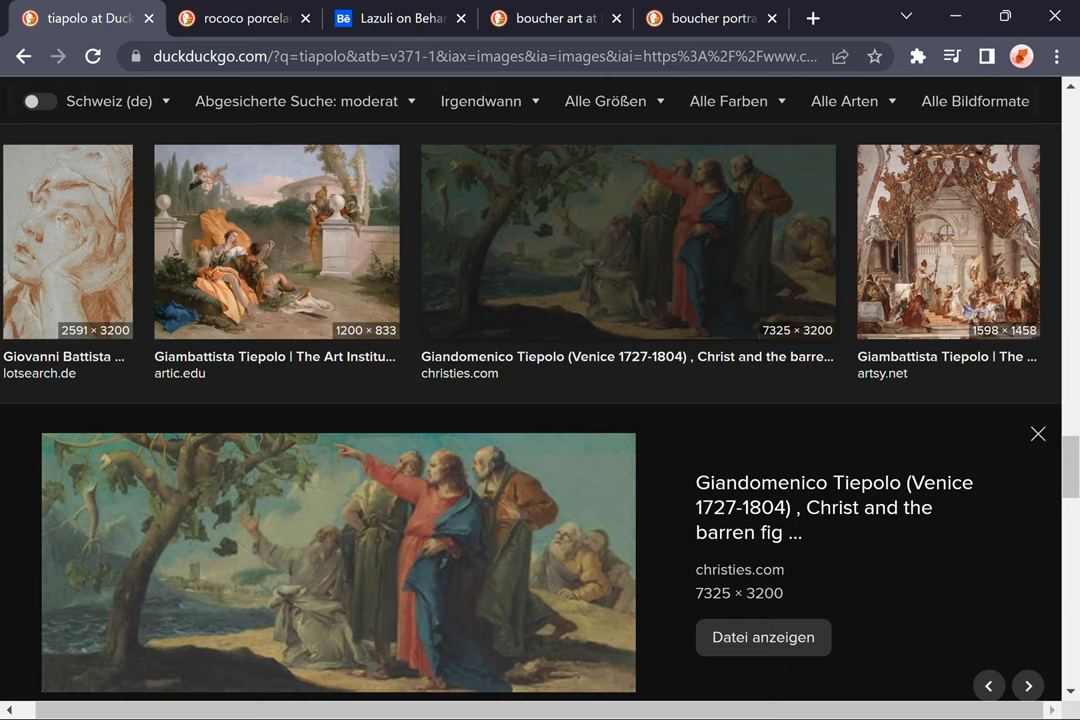 tiapolo at Duck
rococo porcela
Bē Lazuli on Beha
boucher art at
boucher portra
duckduckgo.com/?q=tiapolo&atb=v371-1&iax=images&ia=images&iai=https%3A%2F%2Fwww.c...
Schweiz (de) Abgesicherte Suche: moderat Irgendwann Alle Größen Alle Farben Alle Arten Alle Bildformate
2591 × 3200
Giovanni Battista ...
lotsearch.de
1200 × 833
Giambattista Tiepolo | The Art Institu...
artic.edu
7325 × 3200
Giandomenico Tiepolo (Venice 1727-1804) , Christ and the barre...
christies.com
1598 × 1458
Giambattista Tiepolo | The ...
artsy.net
Giandomenico Tiepolo (Venice
1727-1804) , Christ and the
barren fig ...
christies.com
7325 × 3200
Datei anzeigen